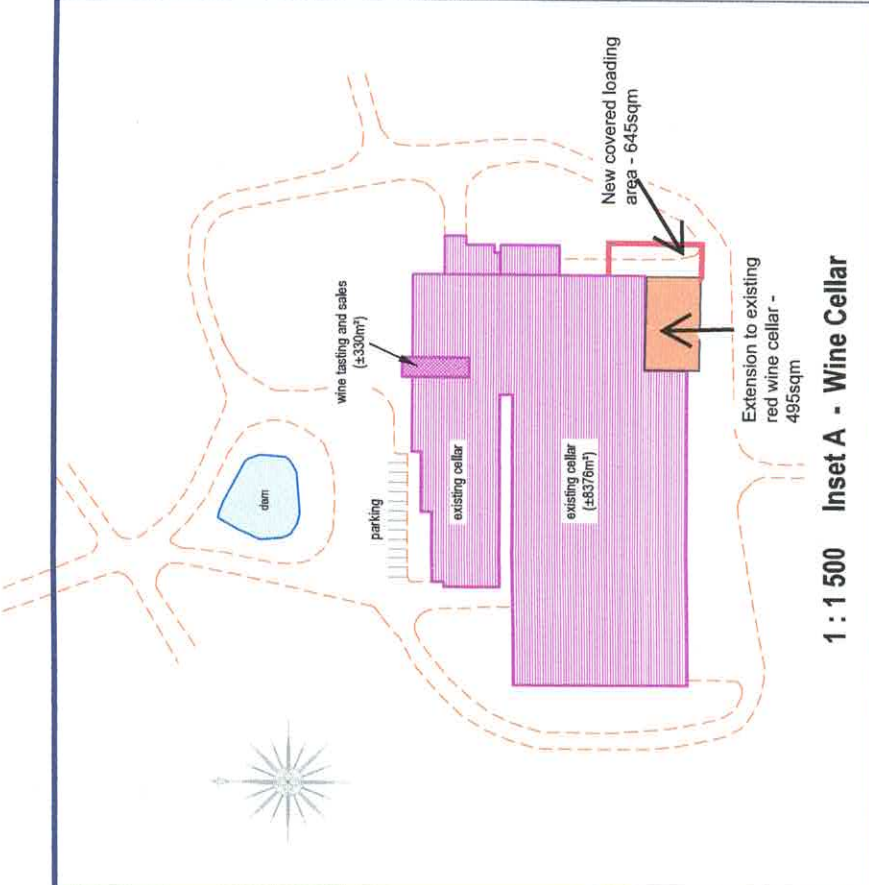 New covered loading
area - 645sqm
wine tasting and sales
(±330m²)
dam
parking
existing cellar
existing cellar
(±8376m²)
Extension to existing
red wine cellar -
495sqm
1 : 1 500 Inset A - Wine Cellar